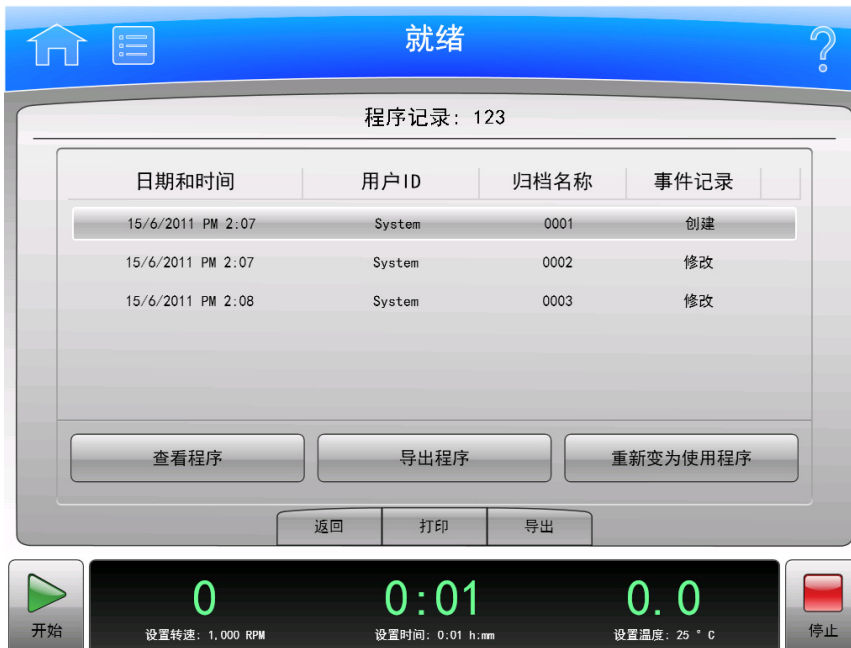 就绪
程序记录: 123
日期和时间 用户ID 归档名称 事件记录
15/6/2011 PM 2:07 System 0001 创建
15/6/2011 PM 2:07 System 0002 修改
15/6/2011 PM 2:08 System 0003 修改
查看程序 导出程序 重新变为使用程序
返回 打印 导出
0 0:01 0.0
开始 设置转速: 1,000 RPM 设置时间: 0:01 h:mm 设置温度: 25 ° C 停止